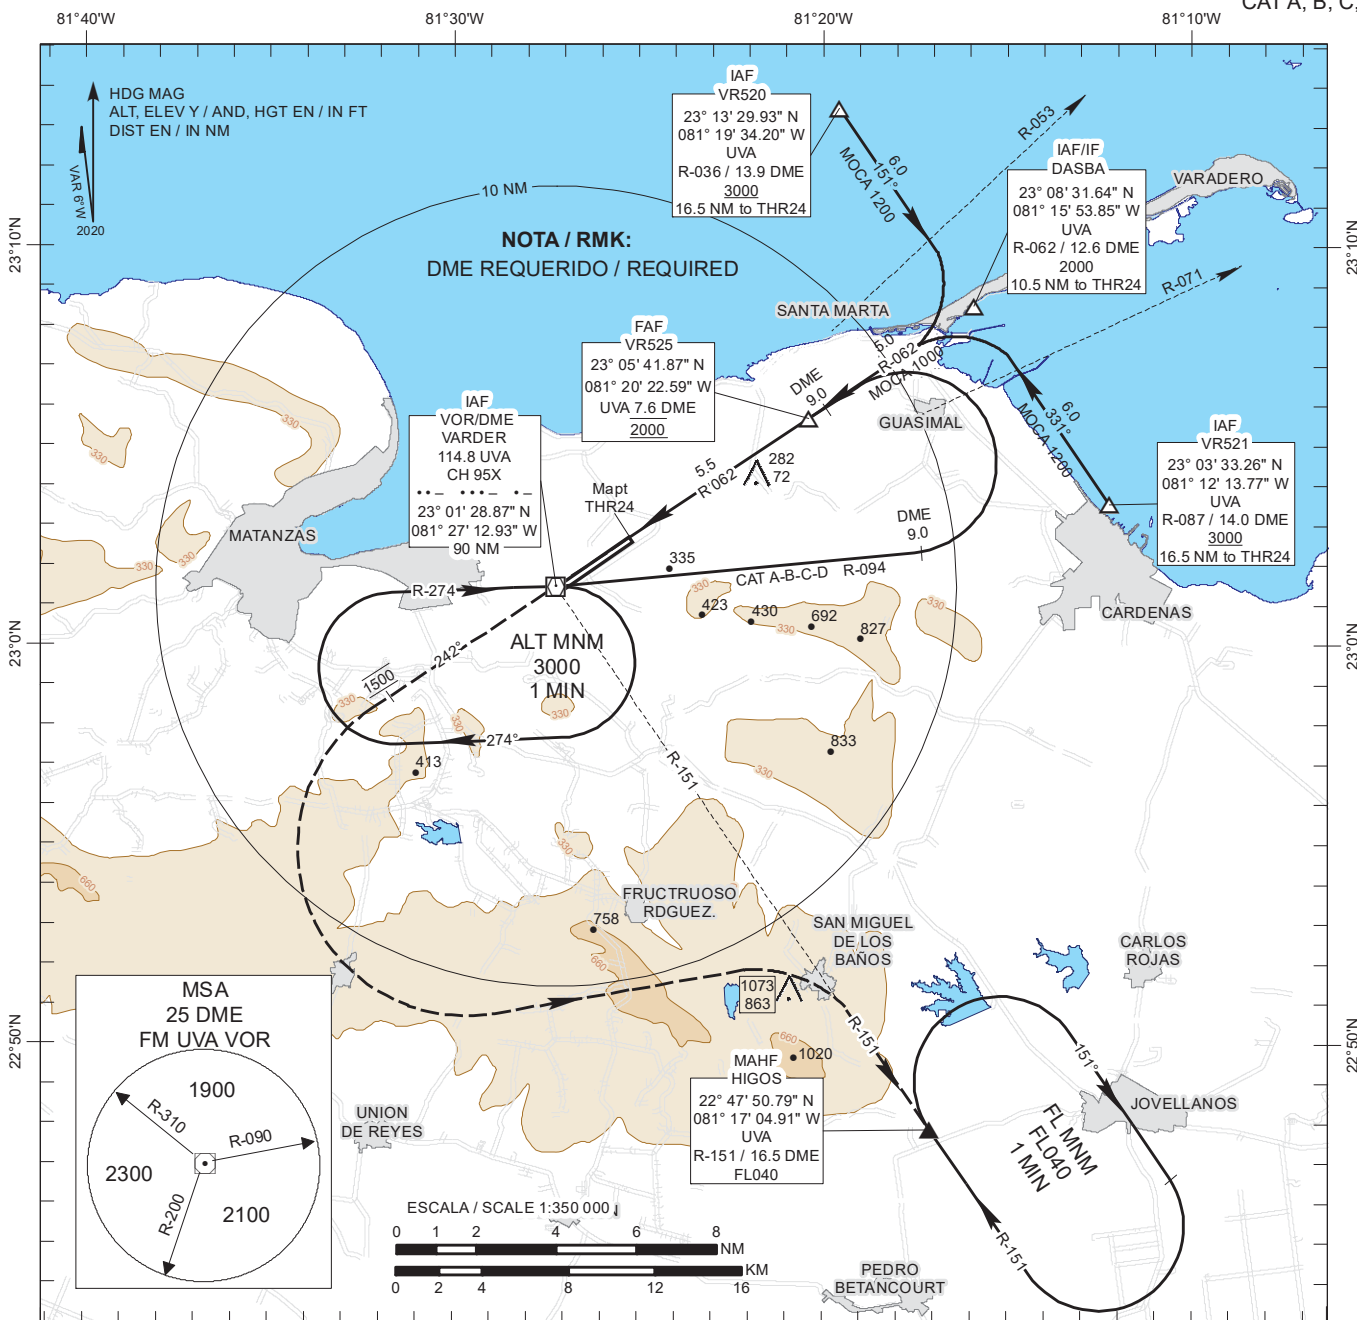 CAT A, B, C,
81°40'W
81°30'W
81°20'W
81°10'W
HDG MAG
ALT, ELEV Y / AND, HGT EN / IN FT
DIST EN / IN NM
VAR 6°W
2020
10 NM
NOTA / RMK:
DME REQUERIDO / REQUIRED
IAF
VR520
23° 13' 29.93" N
081° 19' 34.20" W
UVA
R-036 / 13.9 DME
3000
16.5 NM to THR24
6.0
151°
MOCA 1200
R-053
IAF/IF
DASBA
23° 08' 31.64" N
081° 15' 53.85" W
UVA
R-062 / 12.6 DME
2000
10.5 NM to THR24
VARADERO
23°10'N
23°10'N
R-071
SANTA MARTA
5.0
R-062
MOCA 1000
FAF
VR525
23° 05' 41.87" N
081° 20' 22.59" W
UVA 7.6 DME
2000
DME
9.0
GUASIMAL
6.0
331°
MOCA 1200
IAF
VR521
23° 03' 33.26" N
081° 12' 13.77" W
UVA
R-087 / 14.0 DME
3000
16.5 NM to THR24
IAF
VOR/DME
VARDER
114.8 UVA
CH 95X
23° 01' 28.87" N
081° 27' 12.93" W
90 NM
5.5
R 062
282
72
Mapt
THR24
330
330
330
330
MATANZAS
DME
9.0
335
CAT A-B-C-D
R-094
R-274
330
423
430
692
330
827
330
CARDENAS
23°0'N
23°0'N
242°
ALT MNM
3000
1 MIN
1500
330
330
330
274°
413
R-151
833
330
330
660
FRUCTRUOSO
RDGUEZ.
758
660
SAN MIGUEL
DE LOS
BAÑOS
CARLOS
ROJAS
1073
863
R-151
22°50'N
22°50'N
660
1020
MAHF
HIGOS
22° 47' 50.79" N
081° 17' 04.91" W
UVA
R-151 / 16.5 DME
FL040
151°
JOVELLANOS
FL MNM
FL040
1 MIN
R-151
UNION
DE REYES
MSA
25 DME
FM UVA VOR
1900
R-310
R-090
2300
R-200
2100
ESCALA / SCALE 1:350 000
0 1 2 4 6 8
NM
KM
0 2 4 8 12 16
PEDRO
BETANCOURT